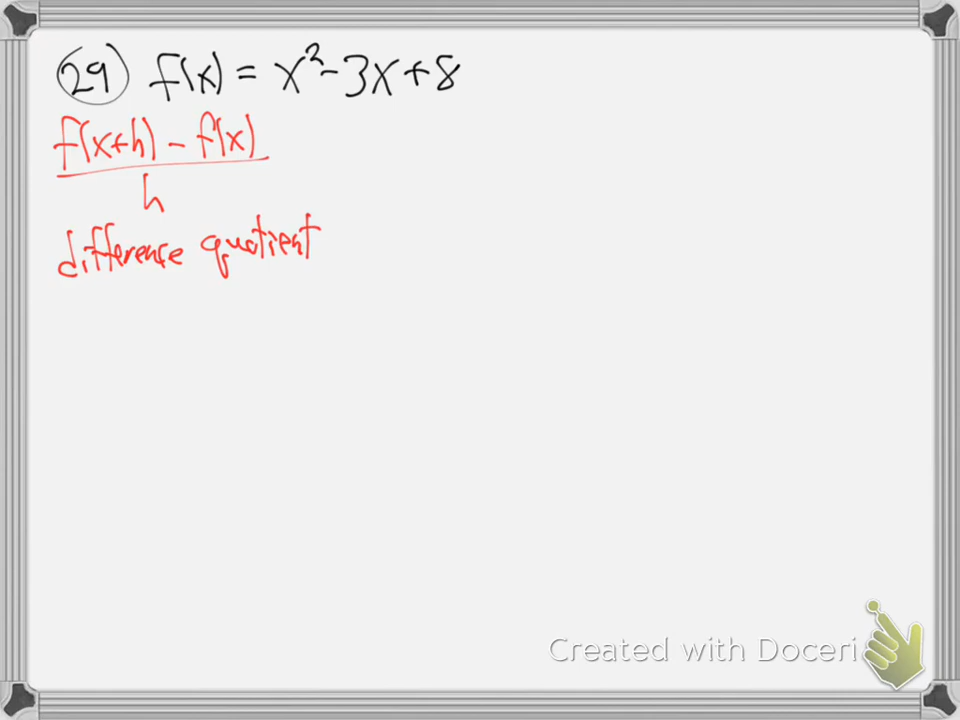 29 f(x) = x² - 3x + 8
f(x+h) - f(x)
h
difference quotient
Created with Doceri